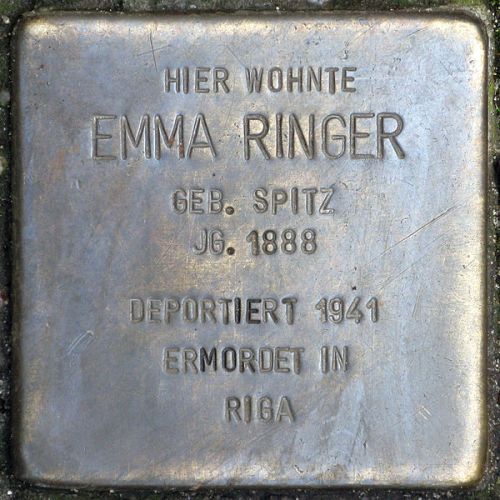 HIER WOHNTE
EMMA RINGER
GEB. SPITZ
JG. 1888
DEPORTIERT 1941
ERMORDET IN
RIGA